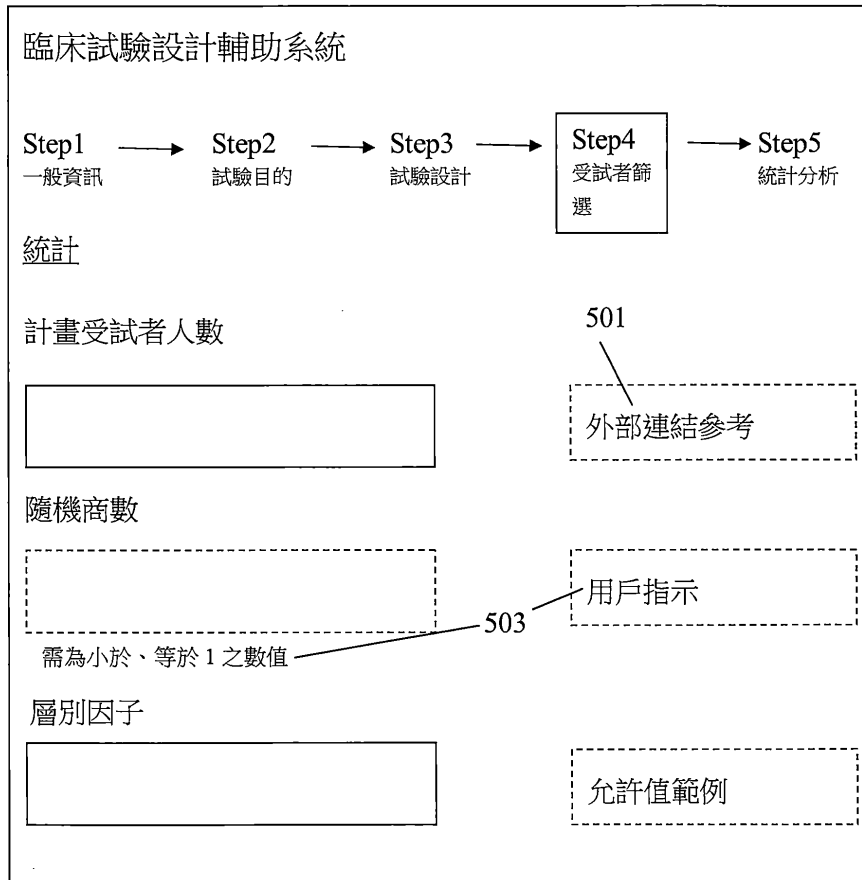 臨床試驗設計輔助系統
Step1 Step2 Step3 Step4 Step5
一般資訊 試驗目的 試驗設計 受試者篩 統計分析
選
統計
計畫受試者人數
501
外部連結參考
隨機商數
用戶指示
503
需為小於、等於1之數值
層別因子
允許值範例